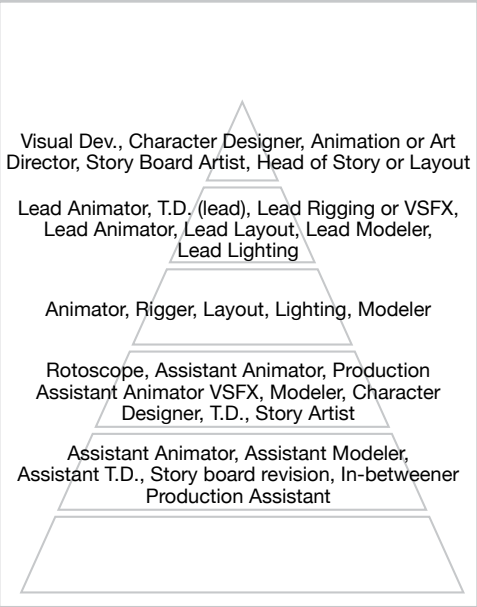 Visual Dev., Character Designer, Animation or Art
Director, Story Board Artist, Head of Story or Layout
Lead Animator, T.D. (lead), Lead Rigging or VSFX,
Lead Animator, Lead Layout, Lead Modeler,
Lead Lighting
Animator, Rigger, Layout, Lighting, Modeler
Rotoscope, Assistant Animator, Production
Assistant Animator VSFX, Modeler, Character
Designer, T.D., Story Artist
Assistant Animator, Assistant Modeler,
Assistant T.D., Story board revision, In-betweener
Production Assistant